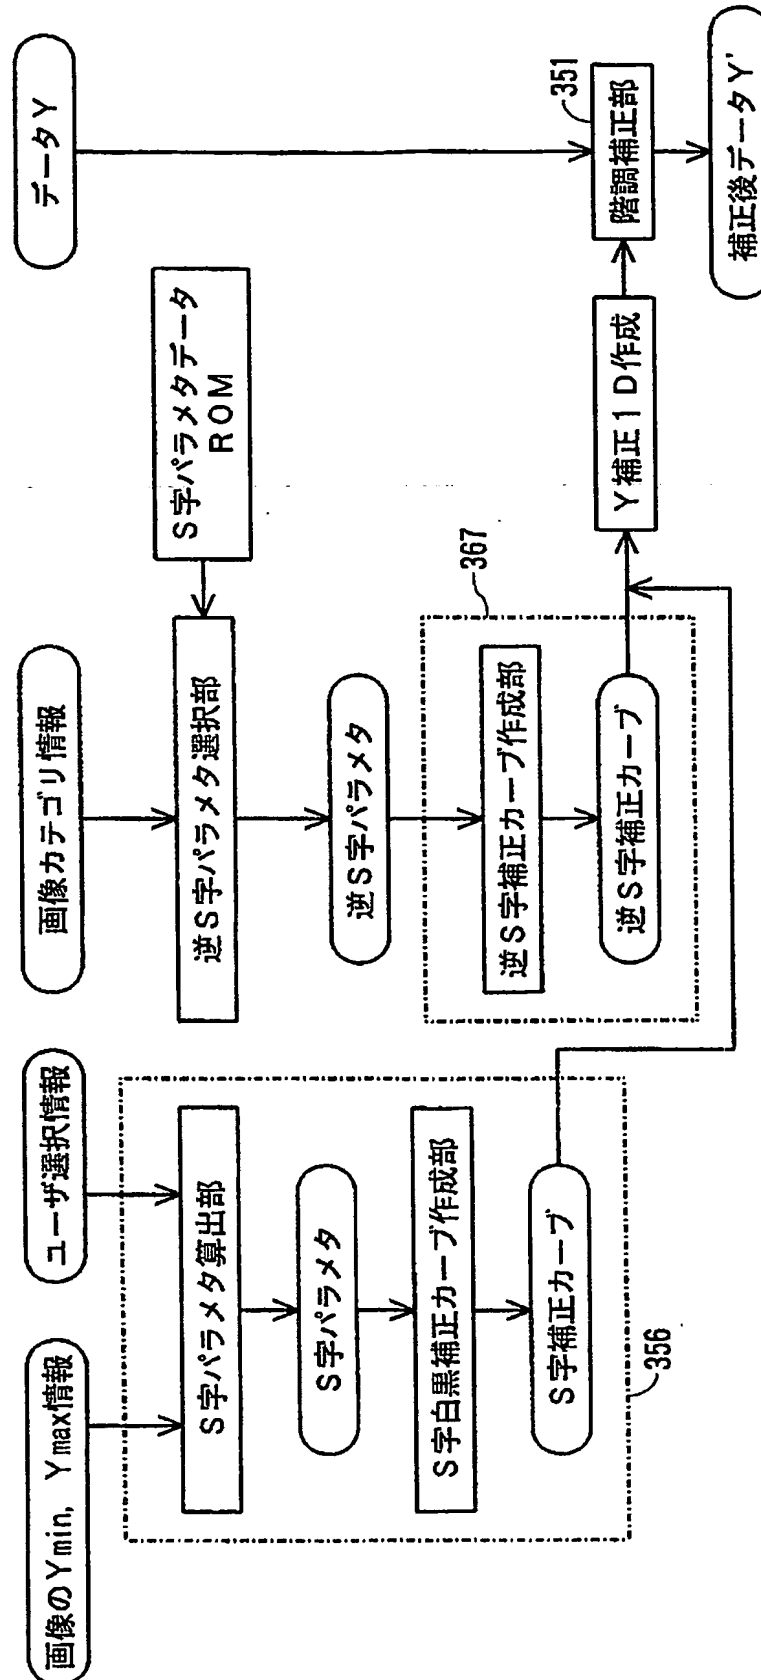 画像のYmin, Ymax情報
ユーザ選択情報
画像カテゴリ情報
データY
S字パラメタデータ
ROM
S字パラメタ算出部
逆S字パラメタ選択部
S字パラメタ
逆S字パラメタ
367
S字白黒補正カーブ作成部
逆S字補正カーブ作成部
S字補正カーブ
逆S字補正カーブ
Y補正1D作成
351
階調補正部
356
補正後データY'